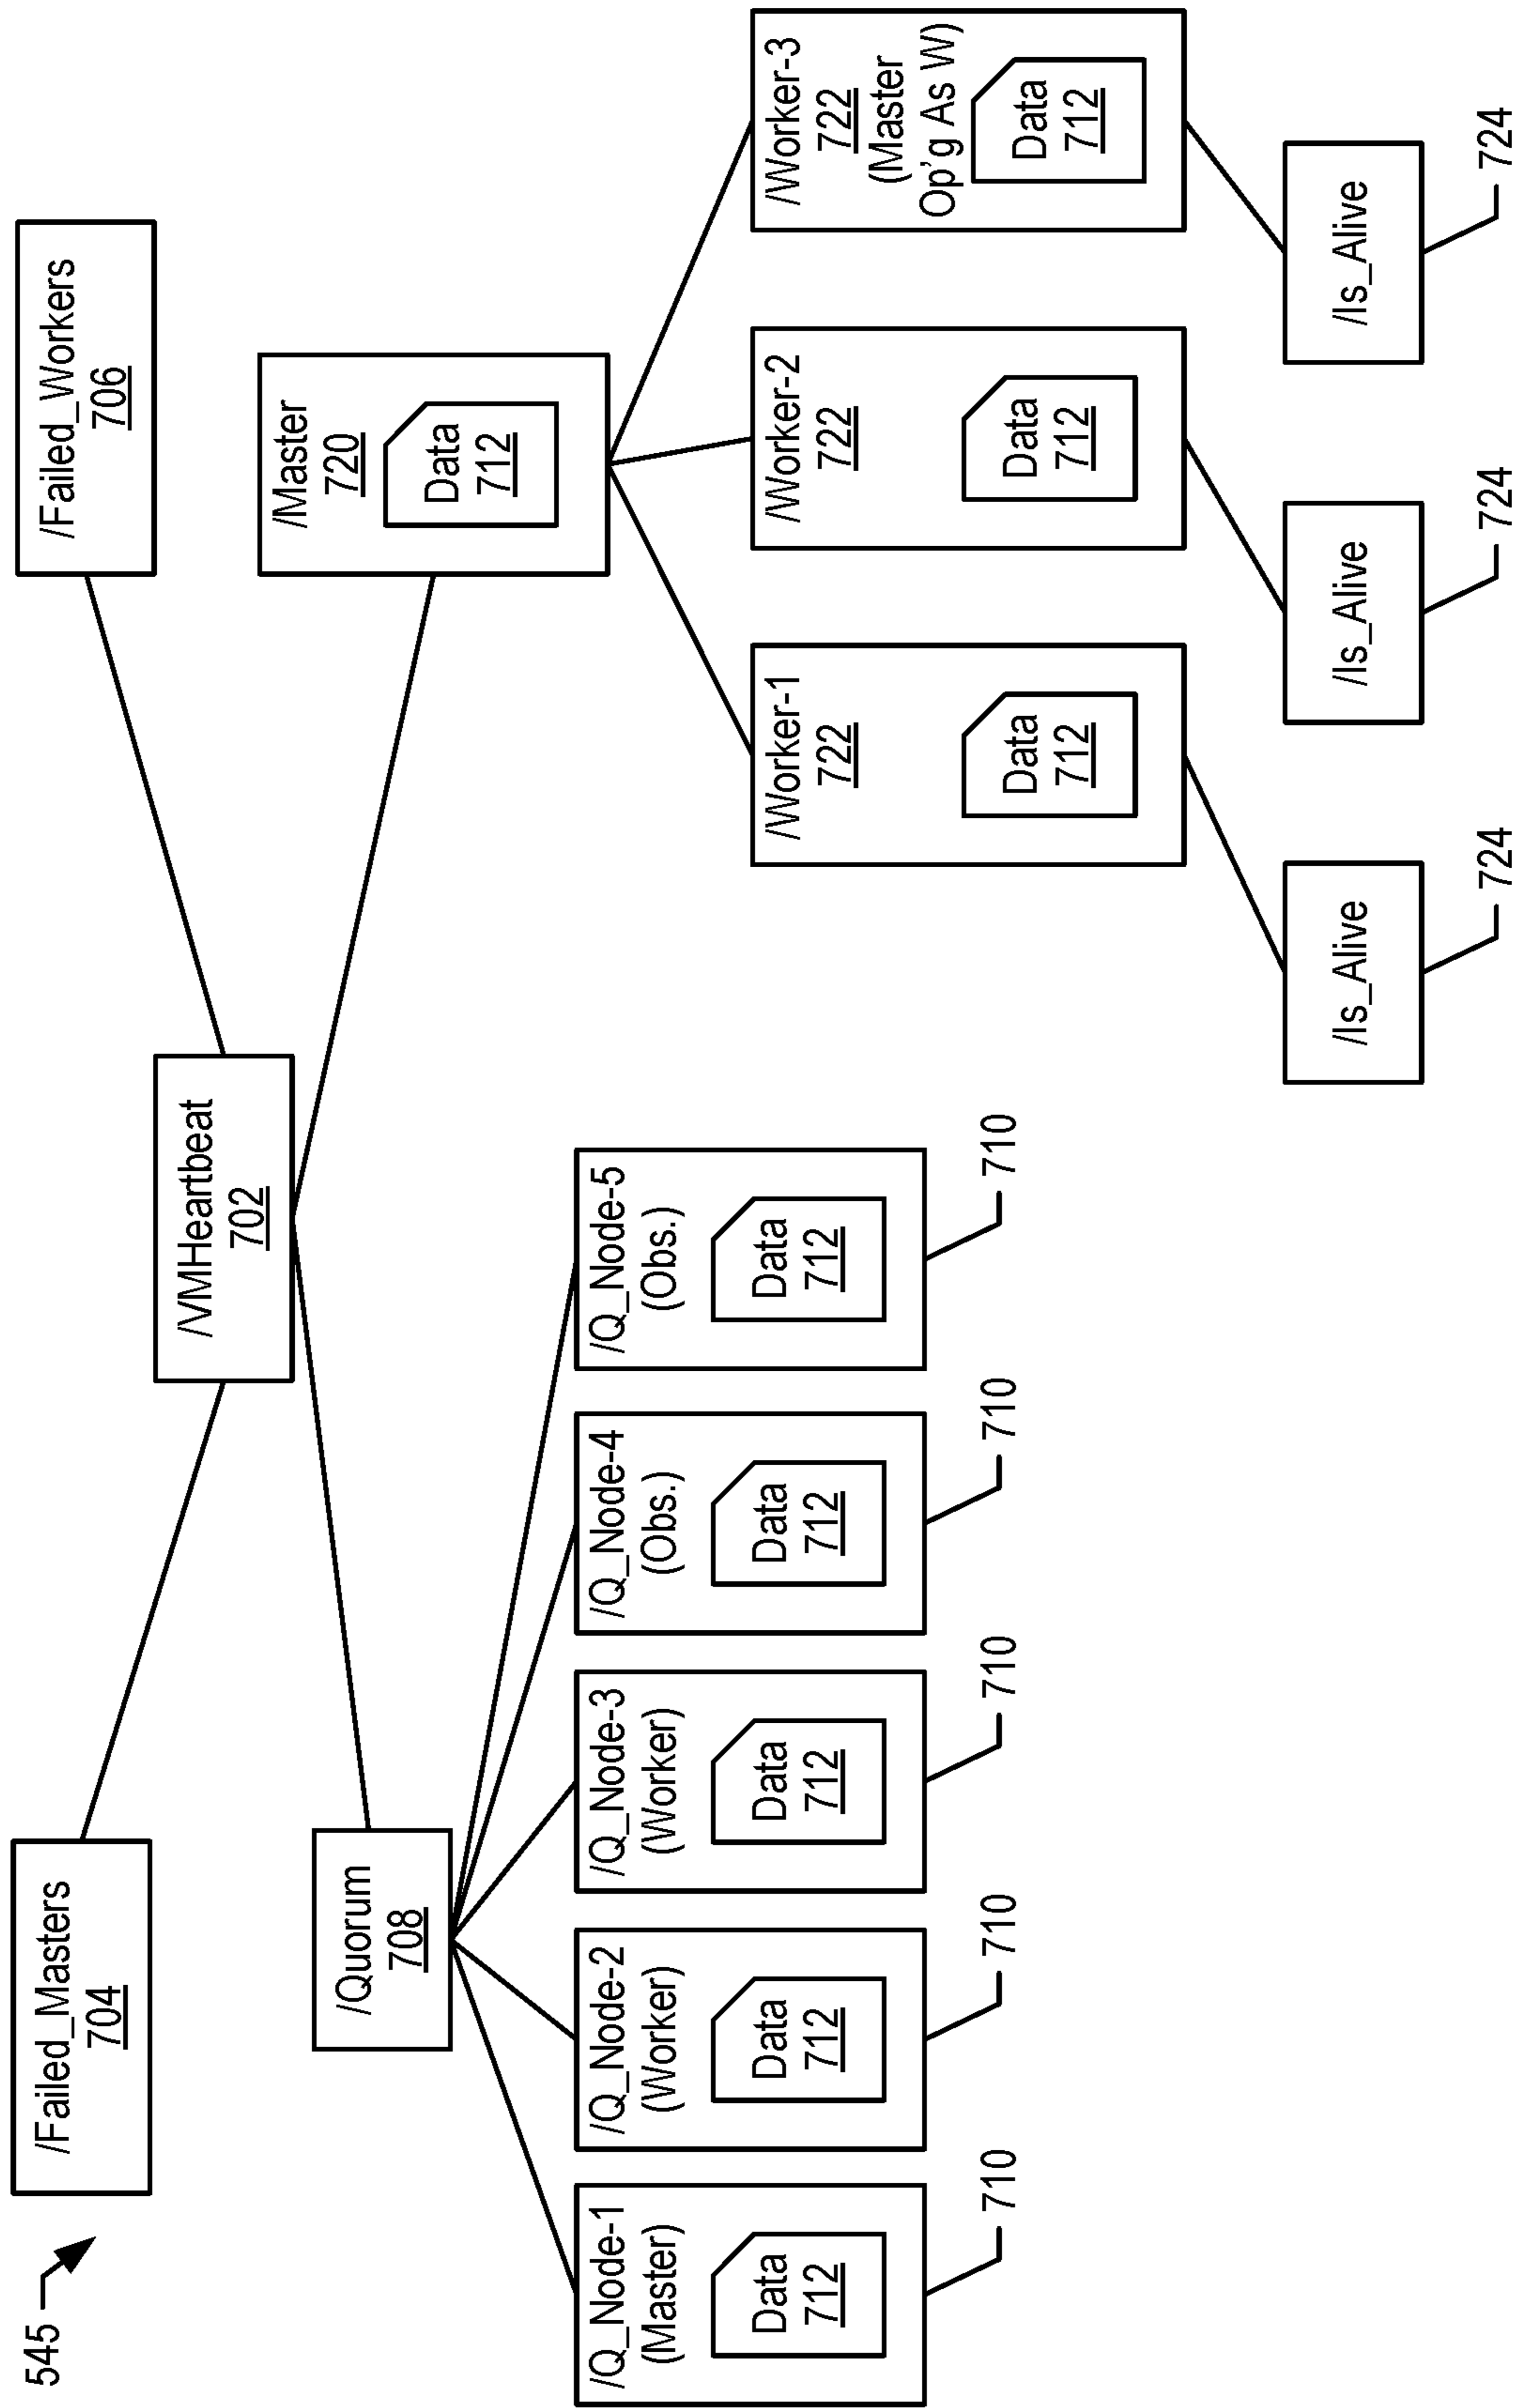 545
/Failed_Masters
704
/VMHeartbeat
702
/Failed_Workers
706
/Quorum
708
/Master
720
Data
712
/Q_Node-1
(Master)
Data
712
710
/Q_Node-2
(Worker)
Data
712
710
/Q_Node-3
(Worker)
Data
712
710
/Q_Node-4
(Obs.)
Data
712
710
/Q_Node-5
(Obs.)
Data
712
710
/Worker-1
722
Data
712
/Worker-2
722
Data
712
/Worker-3
722
(Master
Op'g As W)
Data
712
/Is_Alive
724
/Is_Alive
724
/Is_Alive
724